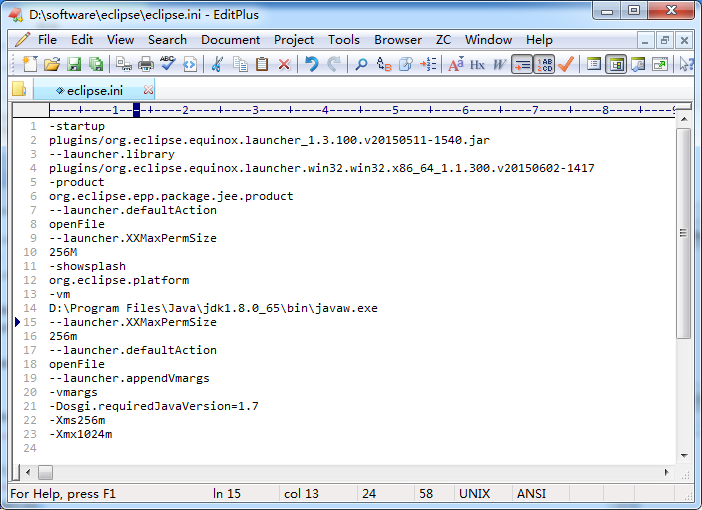 D:\software\eclipse\eclipse.ini - EditPlus
File Edit View Search Document Project Tools Browser ZC Window Help
eclipse.ini
----+----1----+----2----+----3----+----4----+----5----+----6----+----7----+----8----+----9
1 -startup
2 plugins/org.eclipse.equinox.launcher_1.3.100.v20150511-1540.jar
3 --launcher.library
4 plugins/org.eclipse.equinox.launcher.win32.win32.x86_64_1.1.300.v20150602-1417
5 -product
6 org.eclipse.epp.package.jee.product
7 --launcher.defaultAction
8 openFile
9 --launcher.XXMaxPermSize
10 256M
11 -showsplash
12 org.eclipse.platform
13 -vm
14 D:\Program Files\Java\jdk1.8.0_65\bin\javaw.exe
15 --launcher.XXMaxPermSize
16 256m
17 --launcher.defaultAction
18 openFile
19 --launcher.appendVmargs
20 -vmargs
21 -Dosgi.requiredJavaVersion=1.7
22 -Xms256m
23 -Xmx1024m
24
For Help, press F1 ln 15 col 13 24 58 UNIX ANSI